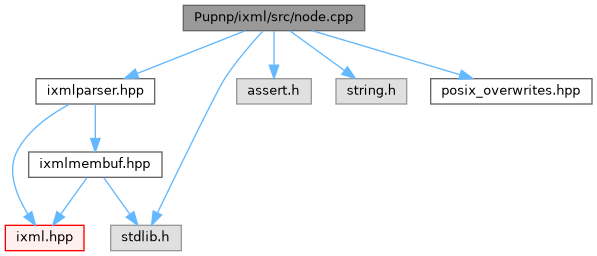 Pupnp/ixml/src/node.cpp
ixmlparser.hpp
assert.h
string.h
posix_overwrites.hpp
ixmlmembuf.hpp
ixml.hpp
stdlib.h